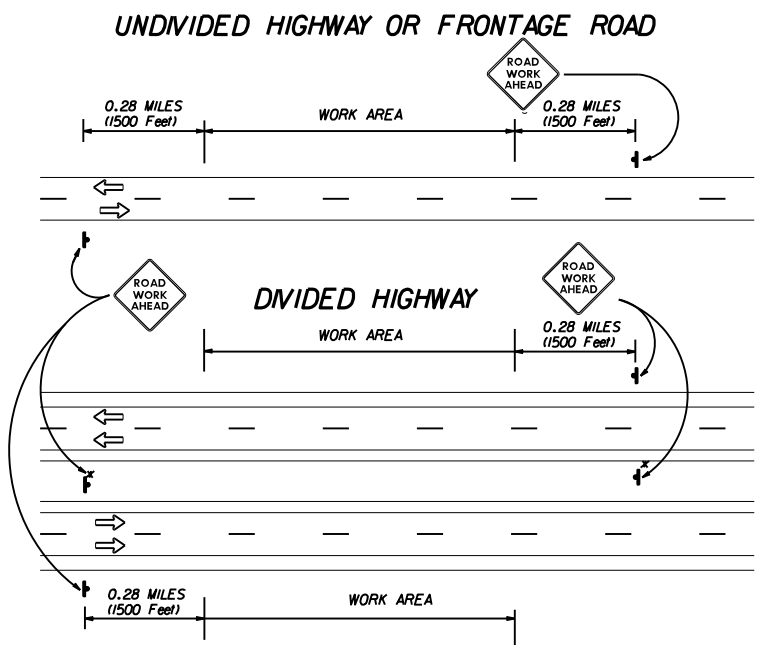 UNDIVIDED HIGHWAY OR FRONTAGE ROAD
ROAD
WORK
AHEAD
0.28 MILES
(1500 Feet)
WORK AREA
0.28 MILES
(1500 Feet)
ROAD
WORK
AHEAD
DIVIDED HIGHWAY
ROAD
WORK
AHEAD
WORK AREA
0.28 MILES
(1500 Feet)
x
x
0.28 MILES
(1500 Feet)
WORK AREA